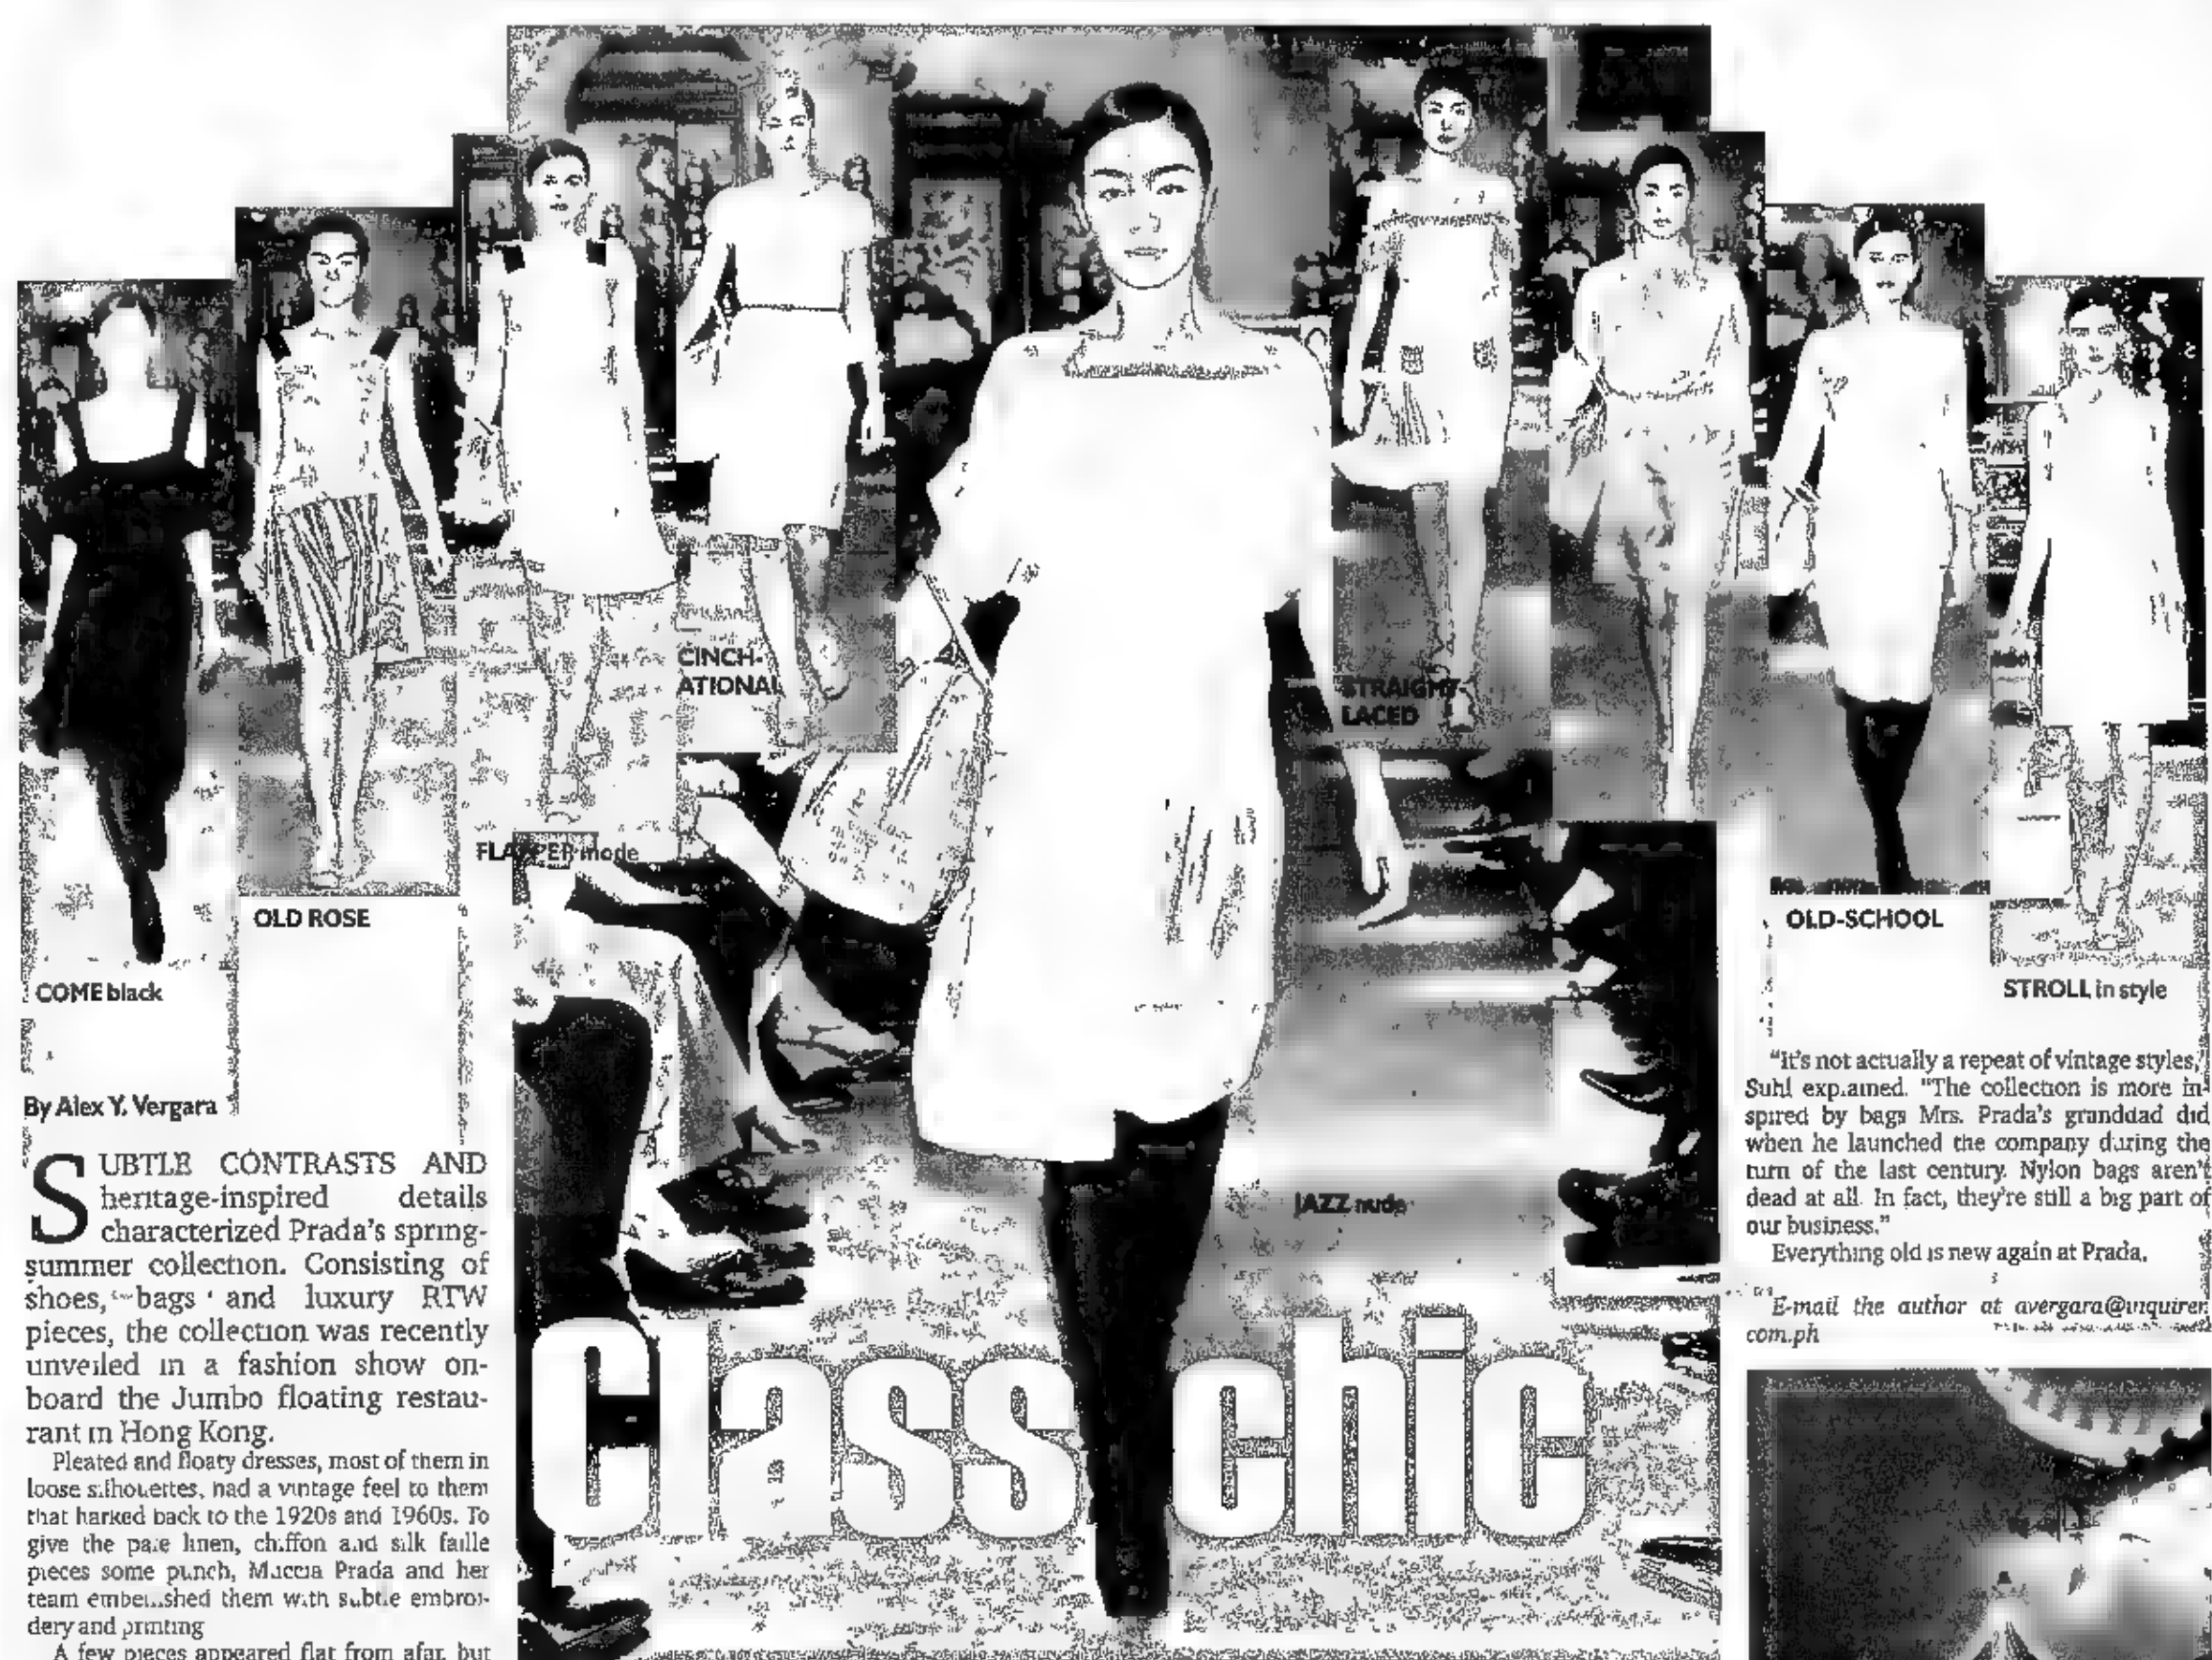 CINCH-
ATIONAL
STRAIGHT-
LACED
FLAPPER mode
OLD ROSE
OLD-SCHOOL
COME black
STROLL in style
JAZZ nude
Class chic
By Alex Y. Vergara
SUBTLE CONTRASTS AND
heritage-inspired details
characterized Prada's spring-
summer collection. Consisting of
shoes, bags and luxury RTW
pieces, the collection was recently
unveiled in a fashion show on-
board the Jumbo floating restau-
rant in Hong Kong.
Pleated and floaty dresses, most of them in
loose silhouettes, had a vintage feel to them
that harked back to the 1920s and 1960s. To
give the pale linen, chiffon and silk faille
pieces some punch, Miuccia Prada and her
team embellished them with subtle embroi-
dery and printing
A few pieces appeared flat from afar, but
"It's not actually a repeat of vintage styles,"
Suhl explained. "The collection is more in-
spired by bags Mrs. Prada's granddad did
when he launched the company during the
turn of the last century. Nylon bags aren't
dead at all. In fact, they're still a big part of
our business."
Everything old is new again at Prada.
E-mail the author at avergara@inquirer.
com.ph